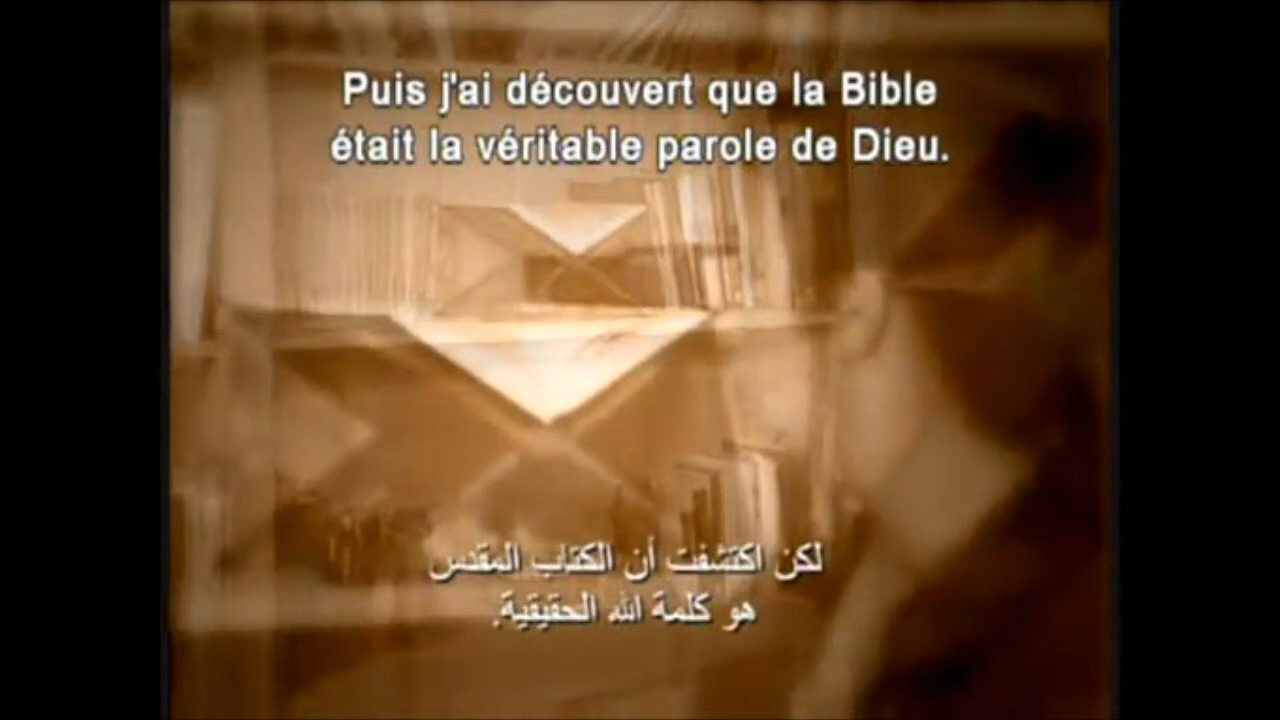 Puis j'ai découvert que la Bible
était la véritable parole de Dieu.
لكن اكتشفت أن الكتاب المقدس
هو كلمة الله الحقيقية.